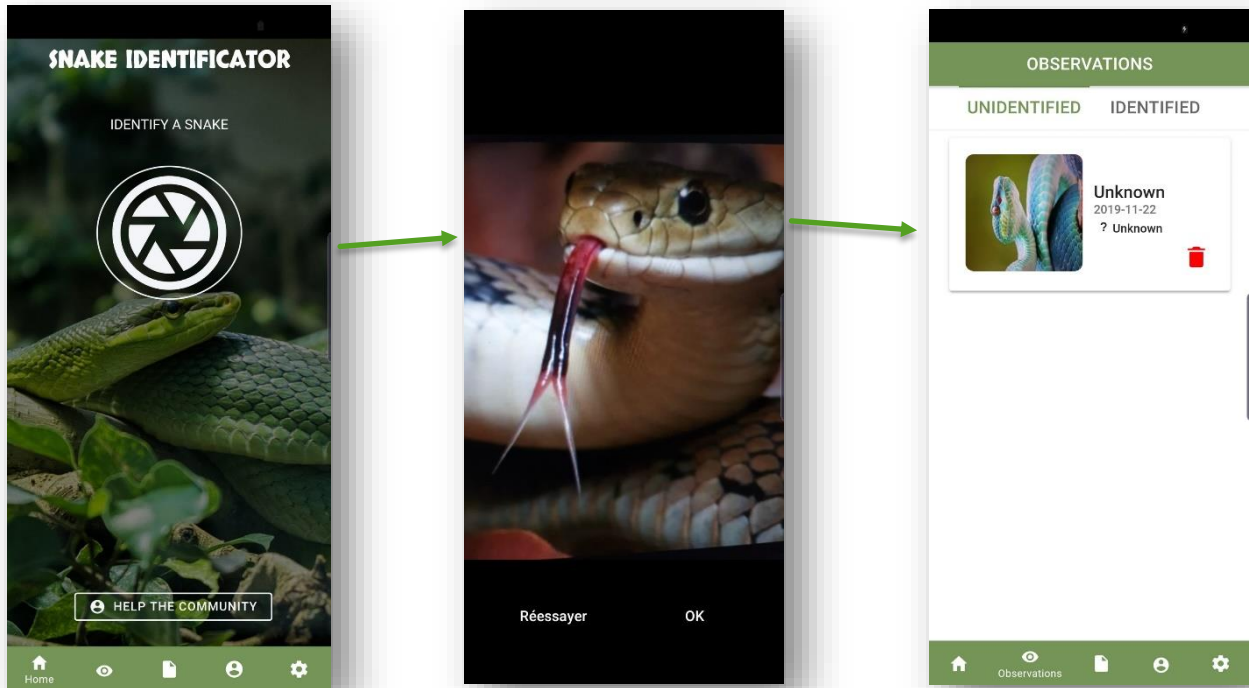 SNAKE IDENTIFICATOR
IDENTIFY A SNAKE
HELP THE COMMUNITY
Home
Réessayer
OK
OBSERVATIONS
UNIDENTIFIED
IDENTIFIED
Unknown
2019-11-22
? Unknown
Observations